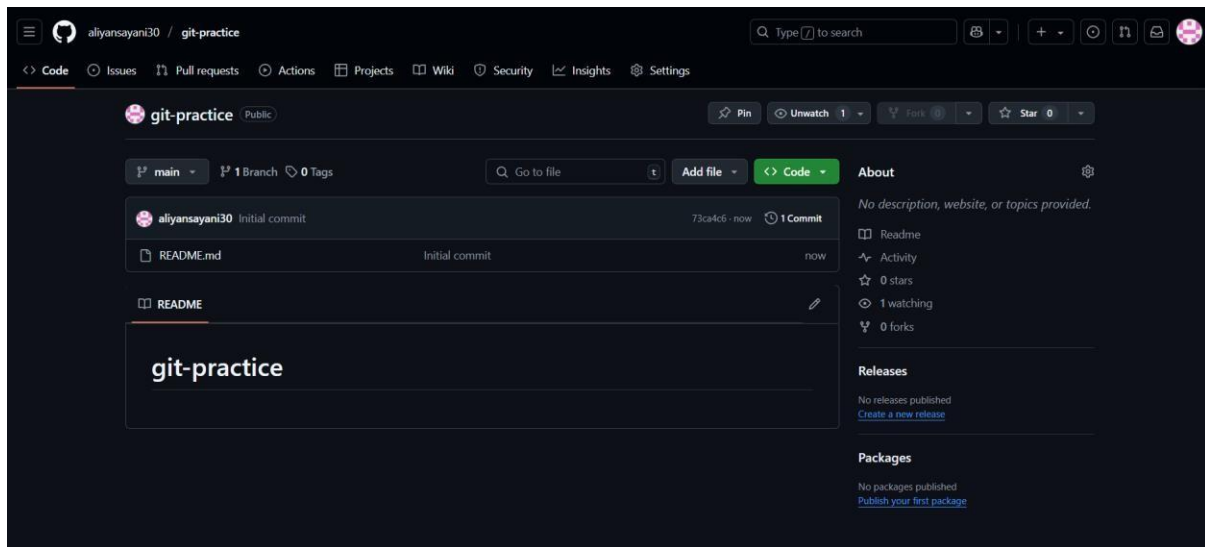 aliyansayani30 / git-practice
Type / to search
Code Issues Pull requests Actions Projects Wiki Security Insights Settings
git-practice Public
Pin Unwatch 1 Fork 0 Star 0
main 1 Branch 0 Tags
Go to file t Add file Code
aliyansayani30 Initial commit 73ca4c6 · now 1 Commit
README.md Initial commit now
README
git-practice
About
No description, website, or topics provided.
Readme
Activity
0 stars
1 watching
0 forks
Releases
No releases published
Create a new release
Packages
No packages published
Publish your first package